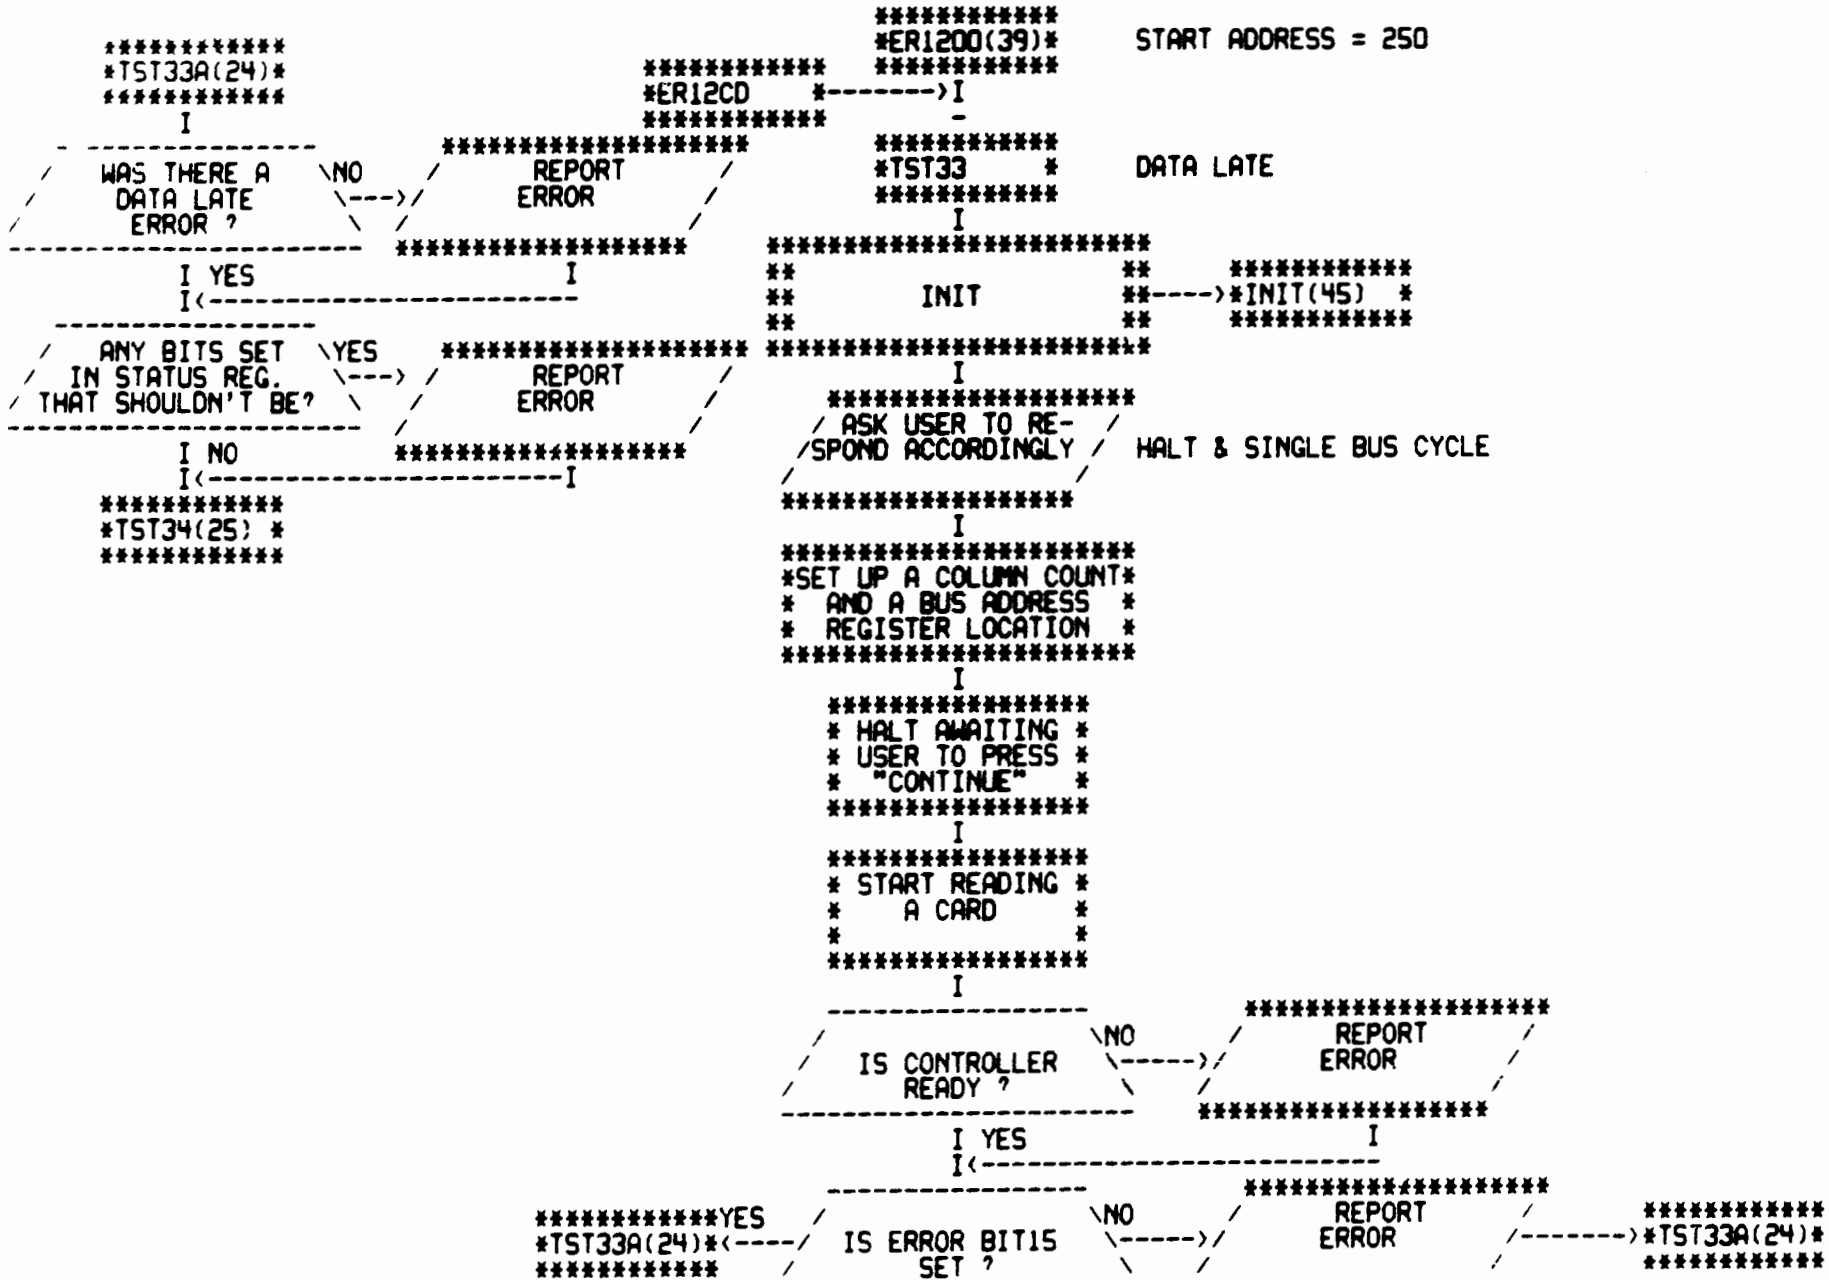 *ER1200(39)*
START ADDRESS = 250
*TST33A(24)*
*ER12CD *-------->I
I
WAS THERE A \NO
DATA LATE \--->
ERROR ?
REPORT
ERROR
*TST33 *
DATA LATE
I
I YES
I<------------------------
I
INIT
**---->*INIT(45) *
ANY BITS SET \YES
IN STATUS REG. \--->
THAT SHOULDN'T BE?
REPORT
ERROR
I
ASK USER TO RE-
SPOND ACCORDINGLY
HALT & SINGLE BUS CYCLE
I NO
I<-----------------------I
*TST34(25) *
I
*SET UP A COLUMN COUNT*
* AND A BUS ADDRESS *
* REGISTER LOCATION *
I
* HALT AWAITING *
* USER TO PRESS *
* "CONTINUE" *
I
* START READING *
* A CARD *
* *
I
\NO
IS CONTROLLER \----->
READY ?
REPORT
ERROR
I YES
I
I<--------------------------
YES
*TST33A(24)*<----/
IS ERROR BIT15
SET ?
\NO
\----->
REPORT
ERROR
/------->*TST33A(24)*